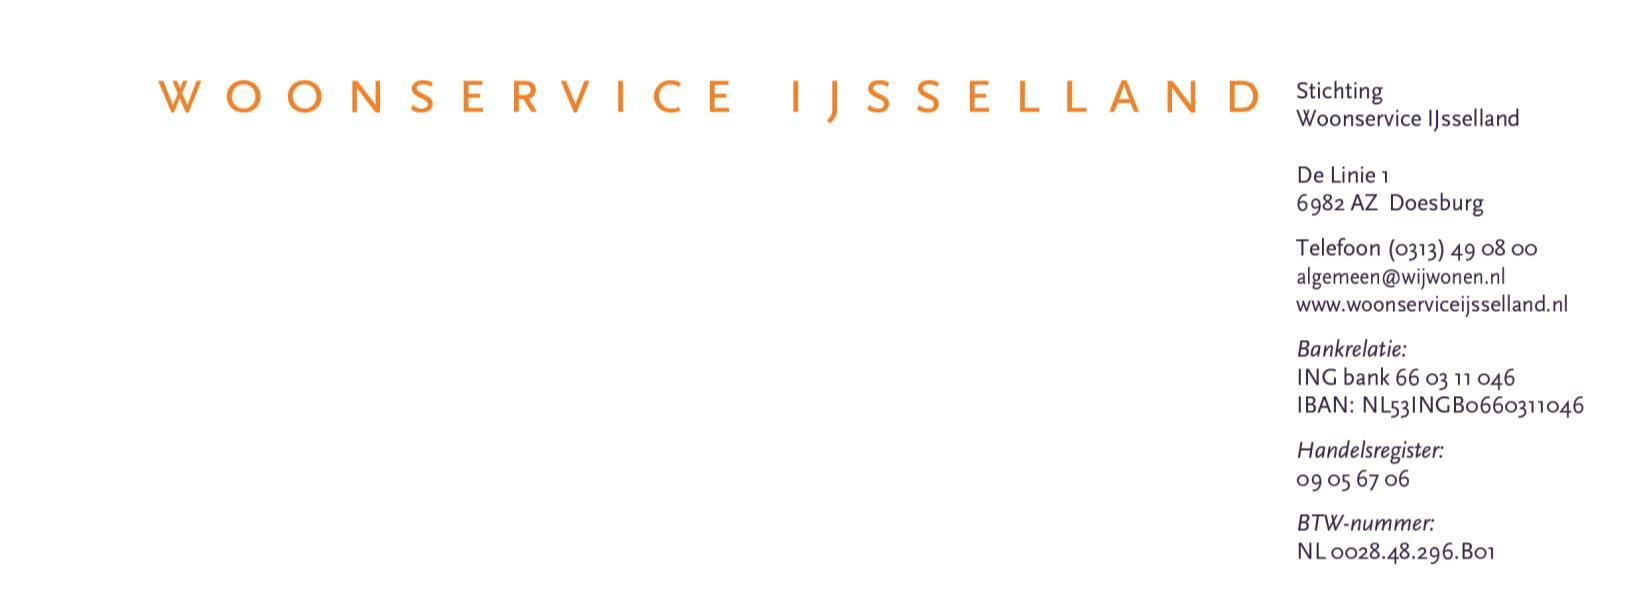 WOONSERVICE IJSSELLAND
Stichting
Woonservice IJsselland
De Linie 1
6982 AZ Doesburg
Telefoon (0313) 49 08 00
algemeen@wijwonen.nl
www.woonserviceijsselland.nl
Bankrelatie:
ING bank 66 03 11 046
IBAN: NL53INGB0660311046
Handelsregister:
09 05 67 06
BTW-nummer:
NL 0028.48.296.B01